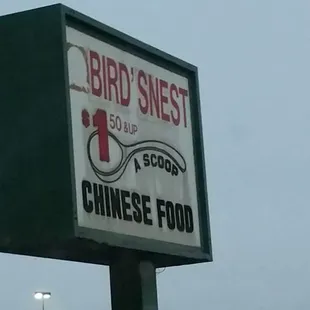 BIRD'SNEST
$1 50 & UP
A SCOOP
CHINESE FOOD